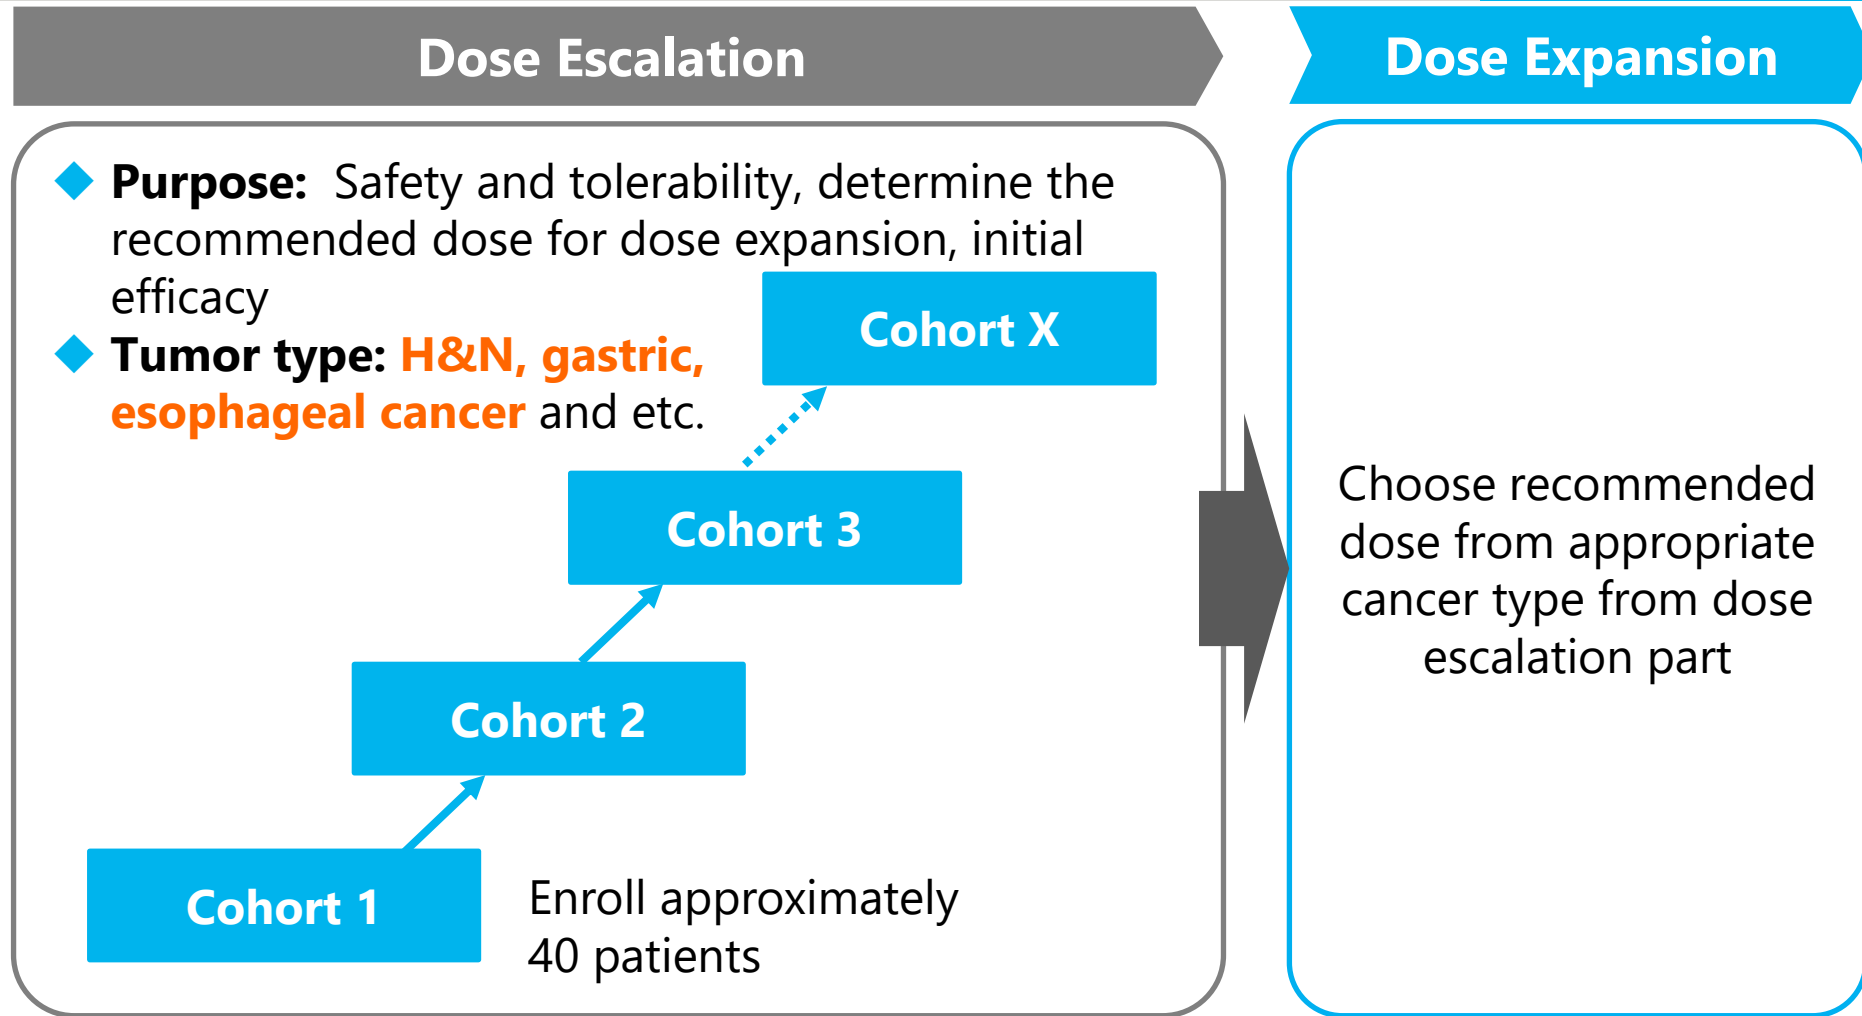 Dose Escalation
Dose Expansion
Purpose: Safety and tolerability, determine the
recommended dose for dose expansion, initial
efficacy
Tumor type: H&N, gastric,
esophageal cancer and etc.
Cohort X
Cohort 3
Cohort 2
Cohort 1
Enroll approximately
40 patients
Choose recommended
dose from appropriate
cancer type from dose
escalation part